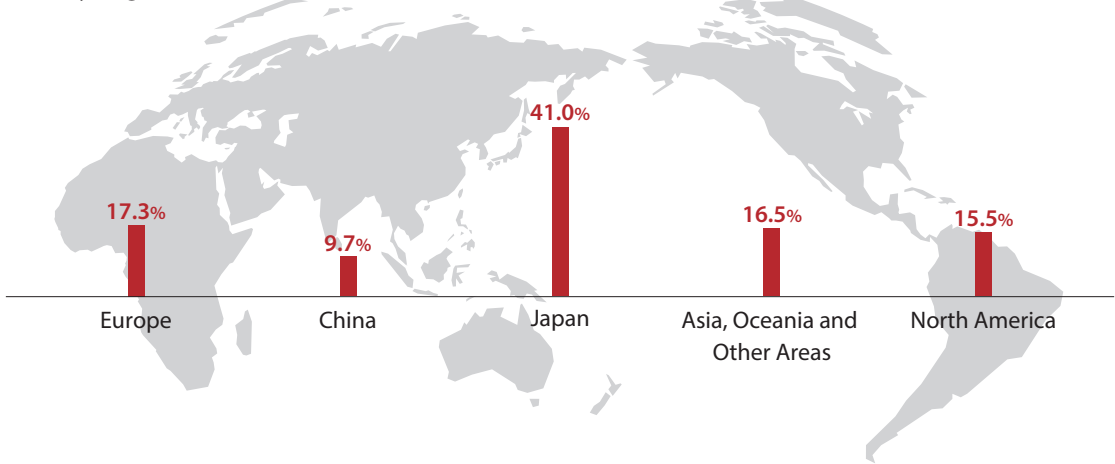 41.0%
17.3%
16.5%
15.5%
9.7%
Europe
China
Japan
Asia, Oceania and
Other Areas
North America